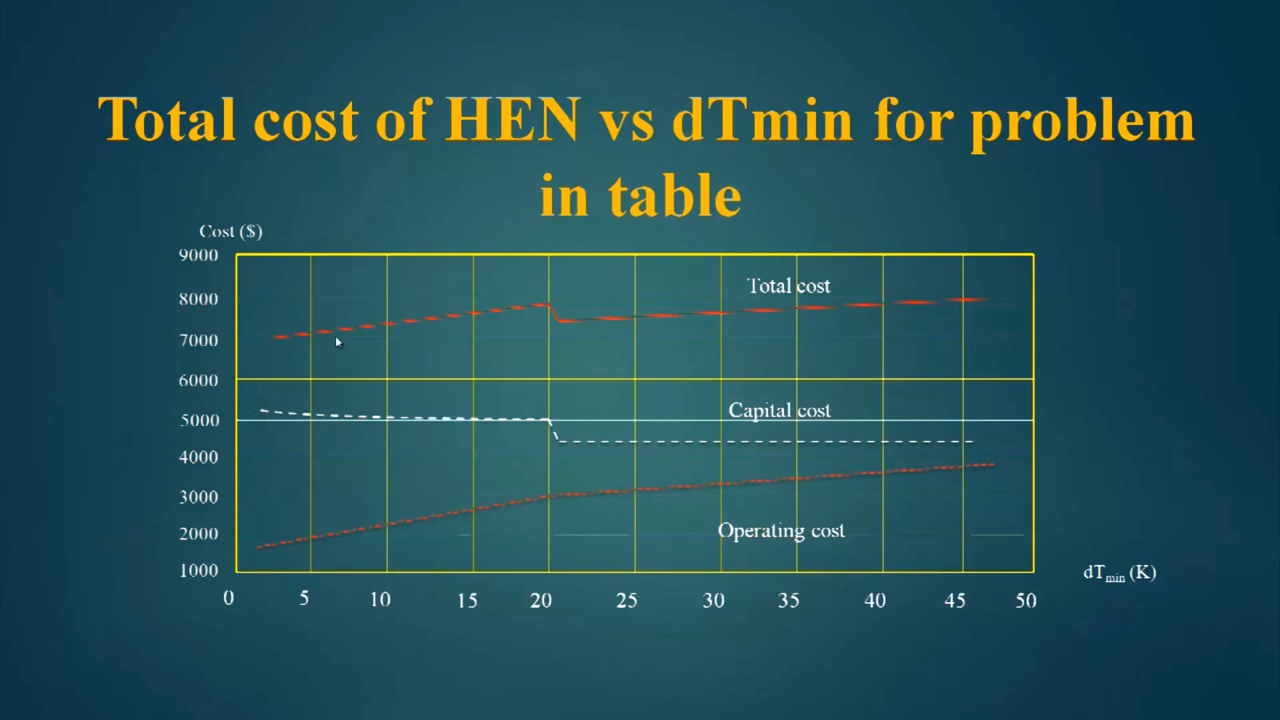 Total cost of HEN vs dTmin for problem
in table
Cost ($)
9000
8000
7000
6000
5000
4000
3000
2000
1000
Total cost
Capital cost
Operating cost
dTmin (K)
0 5 10 15 20 25 30 35 40 45 50